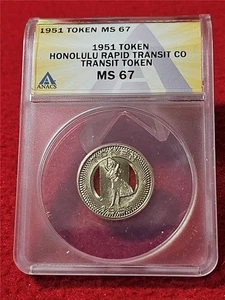 1951 TOKEN MS 67
1951 TOKEN
HONOLULU RAPID TRANSIT CO
TRANSIT TOKEN
MS 67
ANACS